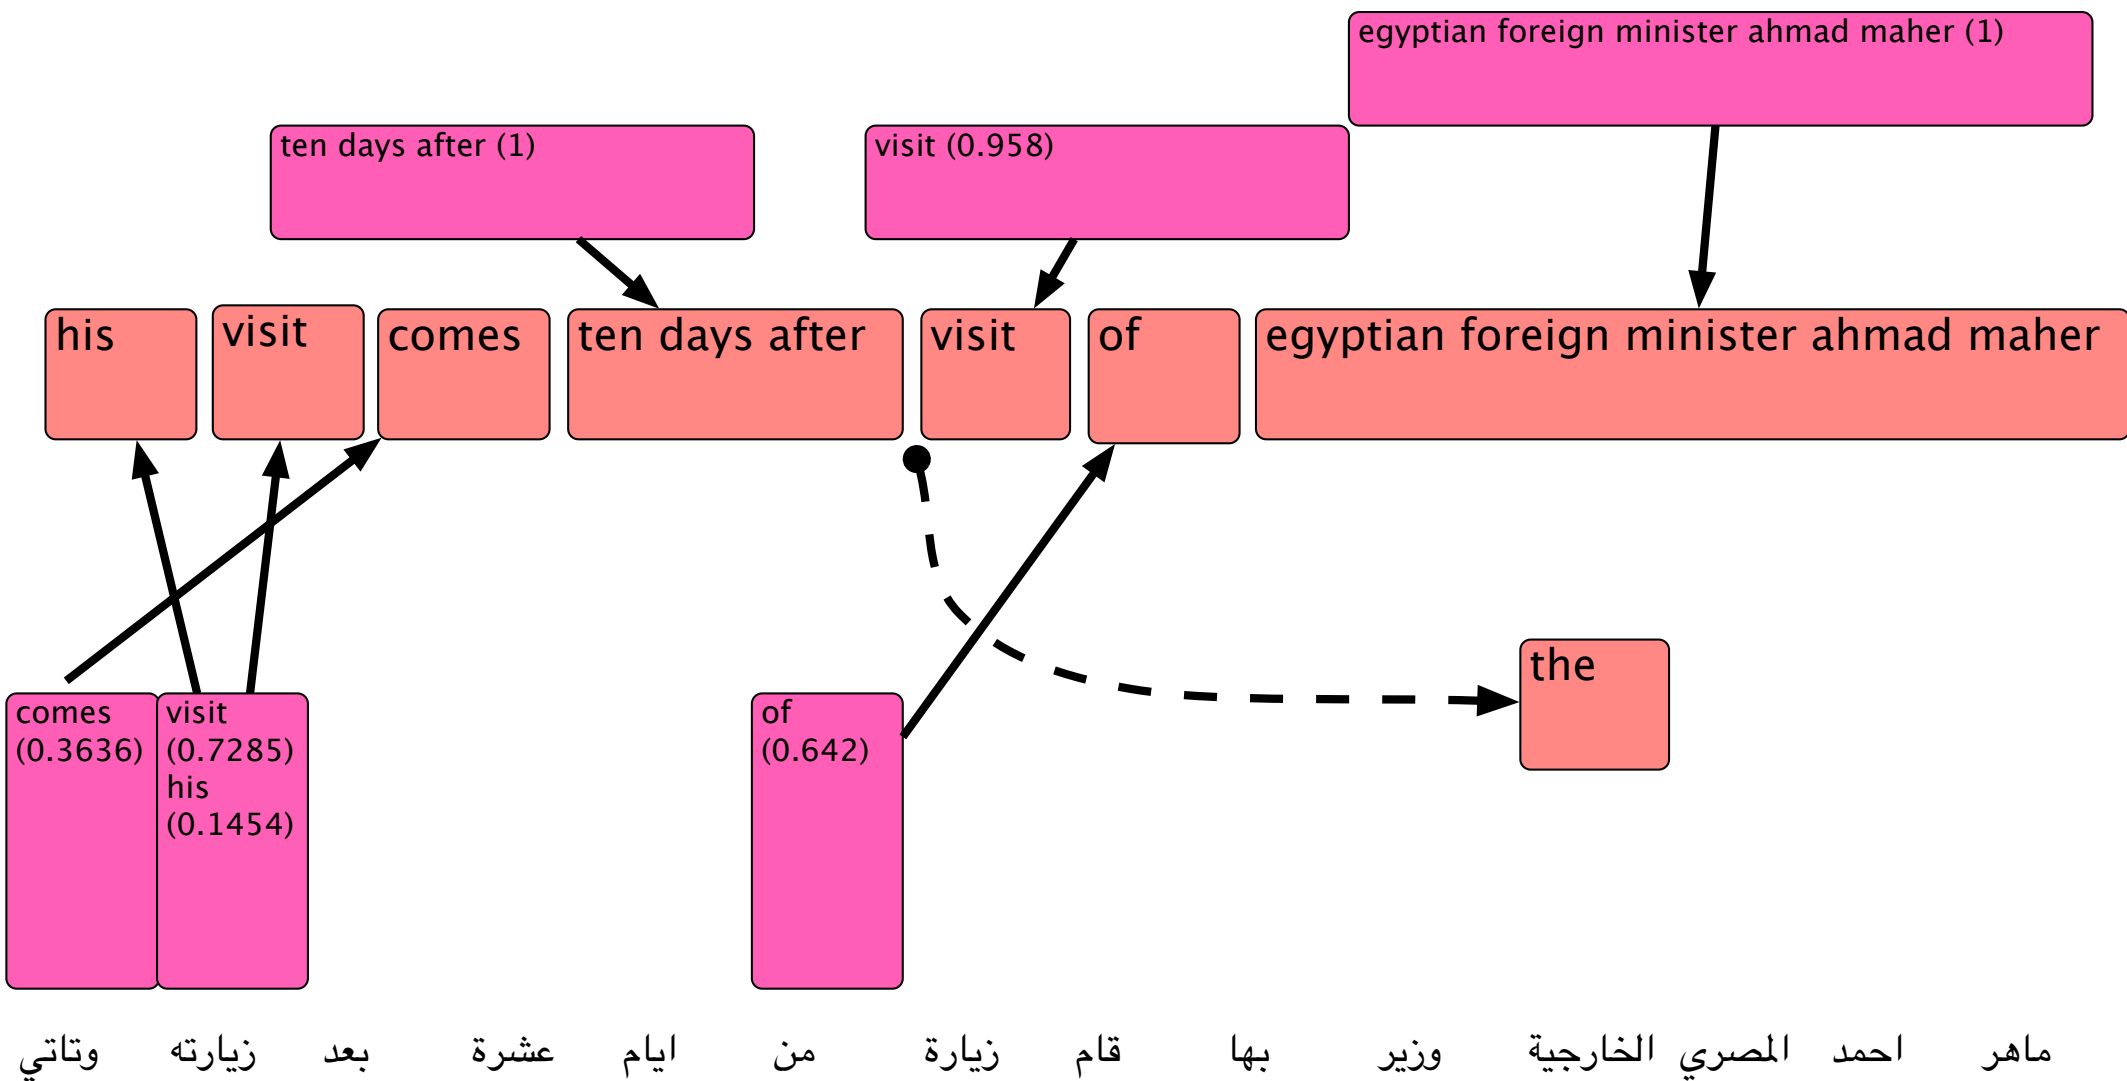 egyptian foreign minister ahmad maher (1)
ten days after (1)
visit (0.958)
his
visit
comes
ten days after
visit
of
egyptian foreign minister ahmad maher
the
comes
(0.3636)
visit
(0.7285)
his
(0.1454)
of
(0.642)
وتاتي زيارته بعد عشرة ايام من زيارة قام بها وزير الخارجية المصري احمد ماهر